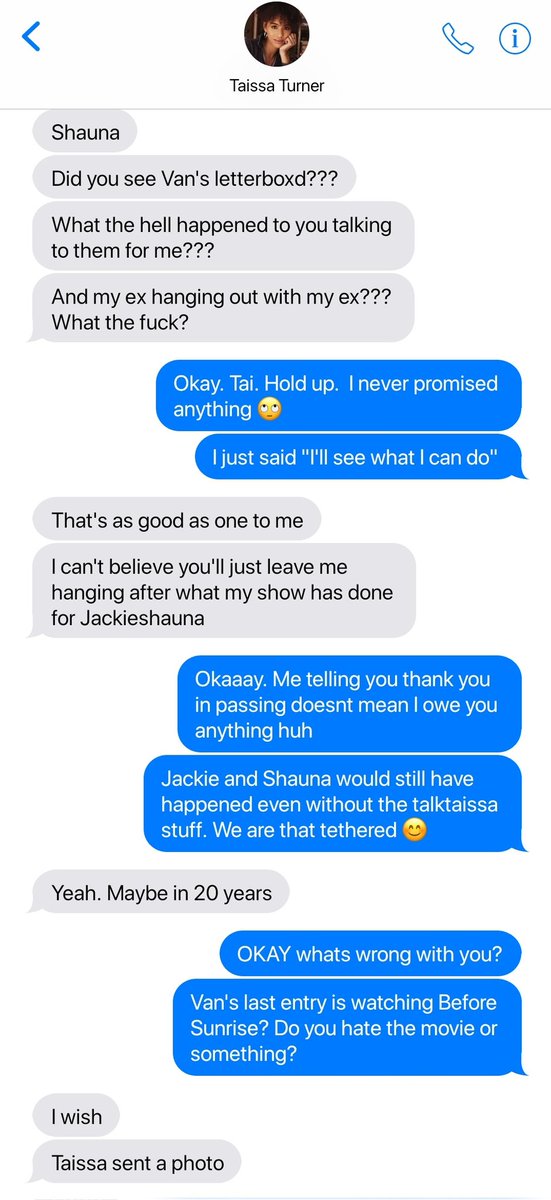 Taissa Turner
Shauna
Did you see Van's letterboxd???
What the hell happened to you talking
to them for me???
And my ex hanging out with my ex???
What the fuck?
Okay. Tai. Hold up.  I never promised
anything 🙄
I just said "I'll see what I can do"
That's as good as one to me
I can't believe you'll just leave me
hanging after what my show has done
for Jackieshauna
Okaaay. Me telling you thank you
in passing doesnt mean I owe you
anything huh
Jackie and Shauna would still have
happened even without the talktaissa
stuff. We are that tethered 😊
Yeah. Maybe in 20 years
OKAY whats wrong with you?
Van's last entry is watching Before
Sunrise? Do you hate the movie or
something?
I wish
Taissa sent a photo